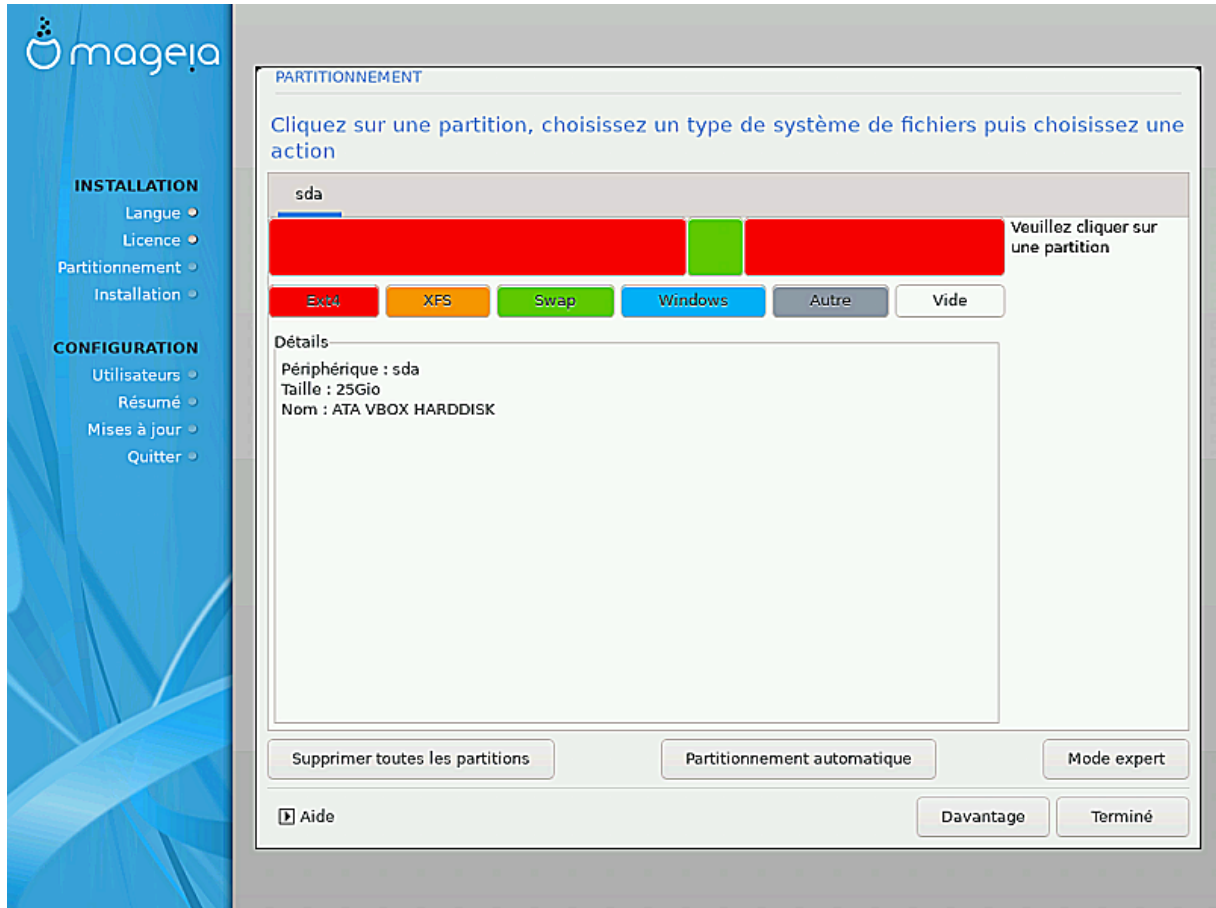 mageia
INSTALLATION
Langue
Licence
Partitionnement
Installation
CONFIGURATION
Utilisateurs
Résumé
Mises à jour
Quitter
PARTITIONNEMENT
Cliquez sur une partition, choisissez un type de système de fichiers puis choisissez une
action
sda
Veuillez cliquer sur
une partition
Ext4 XFS Swap Windows Autre Vide
Détails
Périphérique : sda
Taille : 25Gio
Nom : ATA VBOX HARDDISK
Supprimer toutes les partitions Partitionnement automatique Mode expert
Aide Davantage Terminé